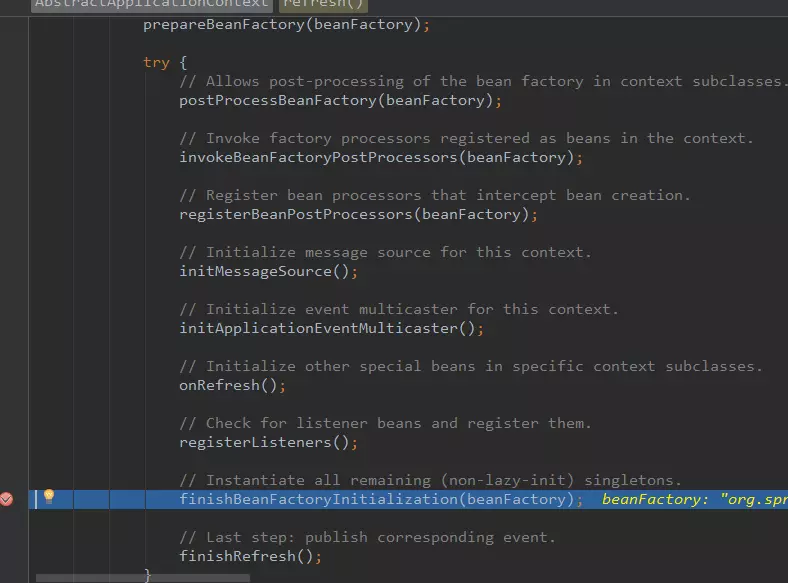 AbstractApplicationContext refresh()
prepareBeanFactory(beanFactory);
try {
// Allows post-processing of the bean factory in context subclasses.
postProcessBeanFactory(beanFactory);
// Invoke factory processors registered as beans in the context.
invokeBeanFactoryPostProcessors(beanFactory);
// Register bean processors that intercept bean creation.
registerBeanPostProcessors(beanFactory);
// Initialize message source for this context.
initMessageSource();
// Initialize event multicaster for this context.
initApplicationEventMulticaster();
// Initialize other special beans in specific context subclasses.
onRefresh();
// Check for listener beans and register them.
registerListeners();
// Instantiate all remaining (non-lazy-init) singletons.
finishBeanFactoryInitialization(beanFactory); beanFactory: "org.spr
// Last step: publish corresponding event.
finishRefresh();
}